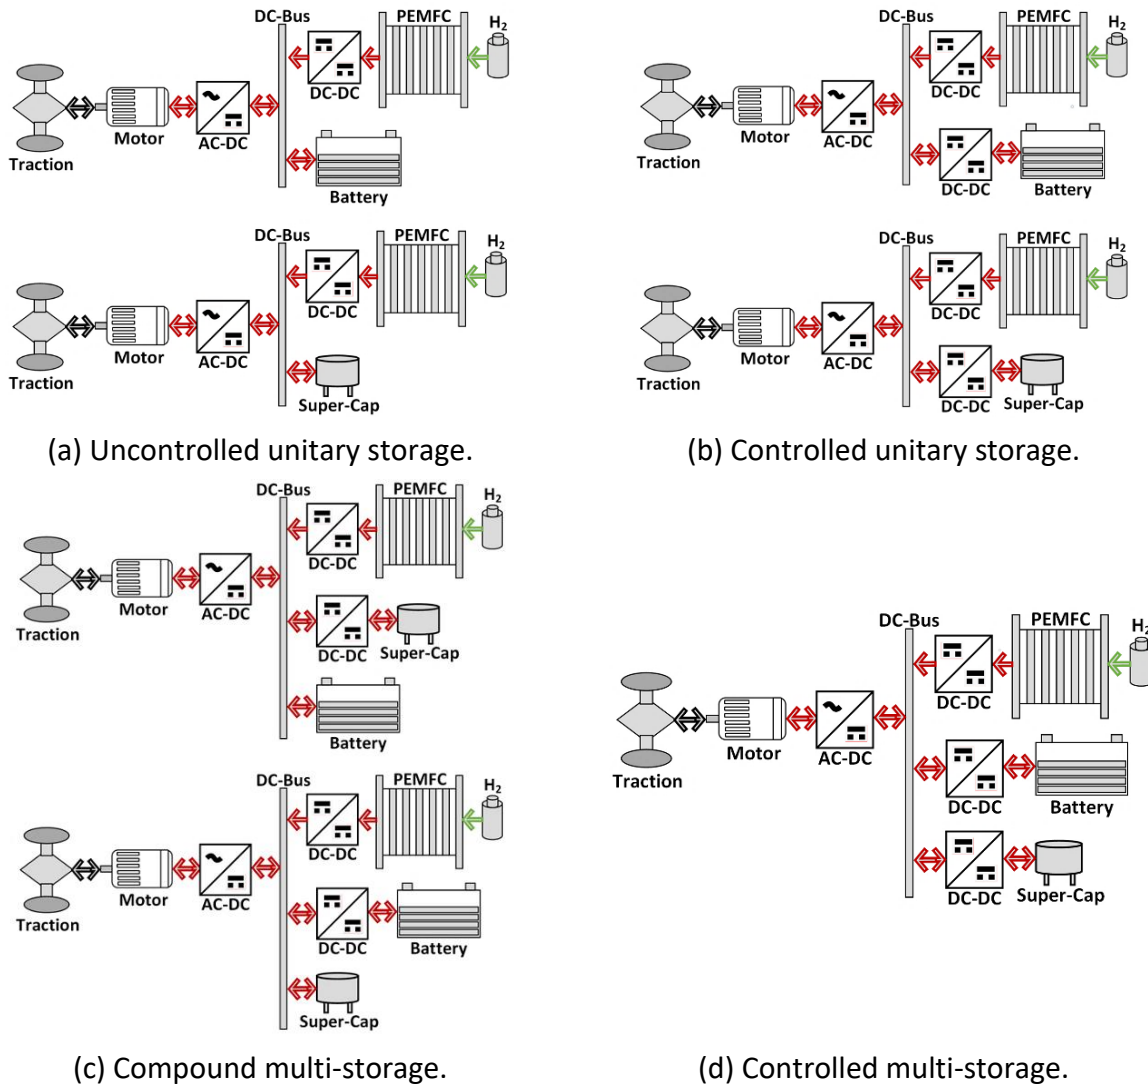 DC-Bus
PEMFC
H2
DC-DC
Traction
Motor
AC-DC
Battery
DC-Bus
PEMFC
H2
DC-DC
Traction
Motor
AC-DC
Super-Cap
(a) Uncontrolled unitary storage.
DC-Bus
PEMFC
H2
DC-DC
Traction
Motor
AC-DC
DC-DC
Battery
DC-Bus
PEMFC
H2
DC-DC
Traction
Motor
AC-DC
DC-DC
Super-Cap
(b) Controlled unitary storage.
DC-Bus
PEMFC
H2
DC-DC
Traction
Motor
AC-DC
DC-DC
Super-Cap
Battery
DC-Bus
PEMFC
H2
DC-DC
Traction
Motor
AC-DC
DC-DC
Battery
Super-Cap
(c) Compound multi-storage.
DC-Bus
PEMFC
H2
DC-DC
Traction
Motor
AC-DC
DC-DC
Battery
DC-DC
Super-Cap
(d) Controlled multi-storage.